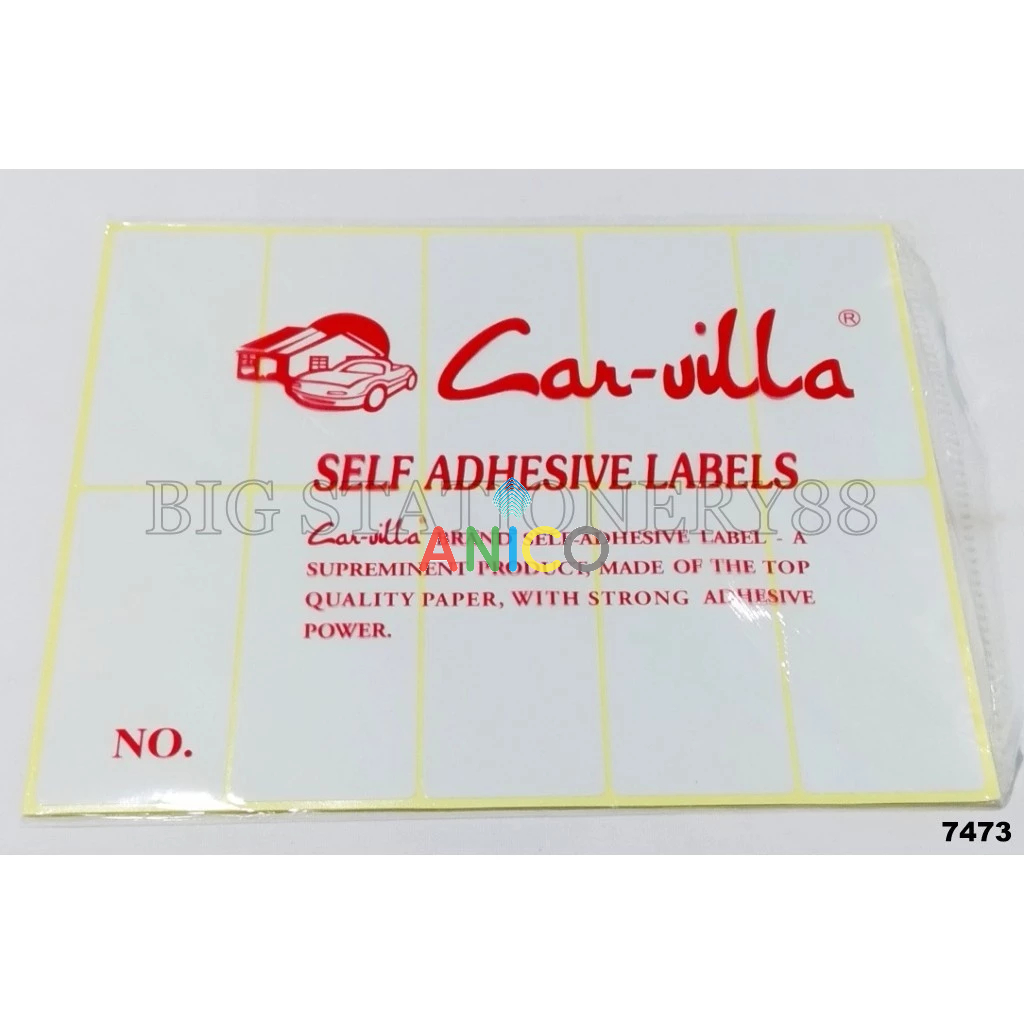 Car-villa ®
SELF ADHESIVE LABELS
BIG STATIONERY88
ANICO
Car-villa BRAND SELF-ADHESIVE LABEL - A
SUPREMINENT PRODUCT, MADE OF THE TOP
QUALITY PAPER, WITH STRONG ADHESIVE
POWER.
NO.
7473